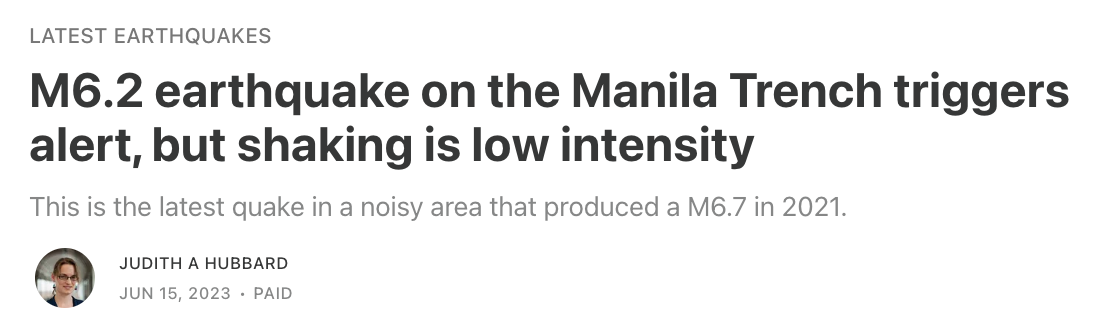 LATEST EARTHQUAKES
M6.2 earthquake on the Manila Trench triggers
alert, but shaking is low intensity
This is the latest quake in a noisy area that produced a M6.7 in 2021.
JUDITH A HUBBARD
JUN 15, 2023 • PAID